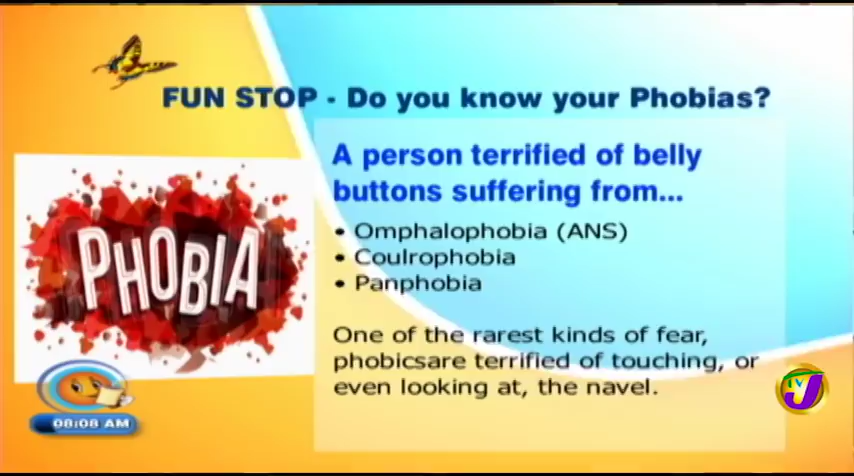 FUN STOP - Do you know your Phobias?
A person terrified of belly
buttons suffering from...
• Omphalophobia (ANS)
• Coulrophobia
• Panphobia
One of the rarest kinds of fear,
phobicsare terrified of touching, or
even looking at, the navel.
PHOBIA
08:08 AM
TVJ